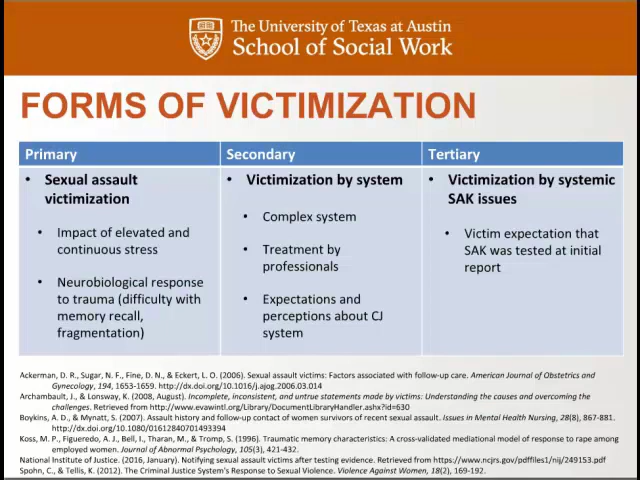 The University of Texas at Austin
School of Social Work
FORMS OF VICTIMIZATION
Primary
Secondary
Tertiary
• Sexual assault
victimization
• Impact of elevated and
continuous stress
• Neurobiological response
to trauma (difficulty with
memory recall,
fragmentation)
• Victimization by system
• Complex system
• Treatment by
professionals
• Expectations and
perceptions about CJ
system
• Victimization by systemic
SAK issues
• Victim expectation that
SAK was tested at initial
report
Ackerman, D. R., Sugar, N. F., Fine, D. N., & Eckert, L. O. (2006). Sexual assault victims: Factors associated with follow-up care. American Journal of Obstetrics and
Gynecology, 194, 1653-1659. http://dx.doi.org/10.1016/j.ajog.2006.03.014
Archambault, J., & Lonsway, K. (2008, August). Incomplete, inconsistent, and untrue statements made by victims: Understanding the causes and overcoming the
challenges. Retrieved from http://www.evawintl.org/Library/DocumentLibraryHandler.ashx?id=630
Boykins, A. D., & Mynatt, S. (2007). Assault history and follow-up contact of women survivors of recent sexual assault. Issues in Mental Health Nursing, 28(8), 867-881.
http://dx.doi.org/10.1080/01612840701493394
Koss, M. P., Figueredo, A. J., Bell, I., Tharan, M., & Tromp, S. (1996). Traumatic memory characteristics: A cross-validated mediational model of response to rape among
employed women. Journal of Abnormal Psychology, 105(3), 421-432.
National Institute of Justice. (2016, January). Notifying sexual assault victims after testing evidence. Retrieved from https://www.ncjrs.gov/pdffiles1/nij/249153.pdf
Spohn, C., & Tellis, K. (2012). The Criminal Justice System's Response to Sexual Violence. Violence Against Women, 18(2), 169-192.